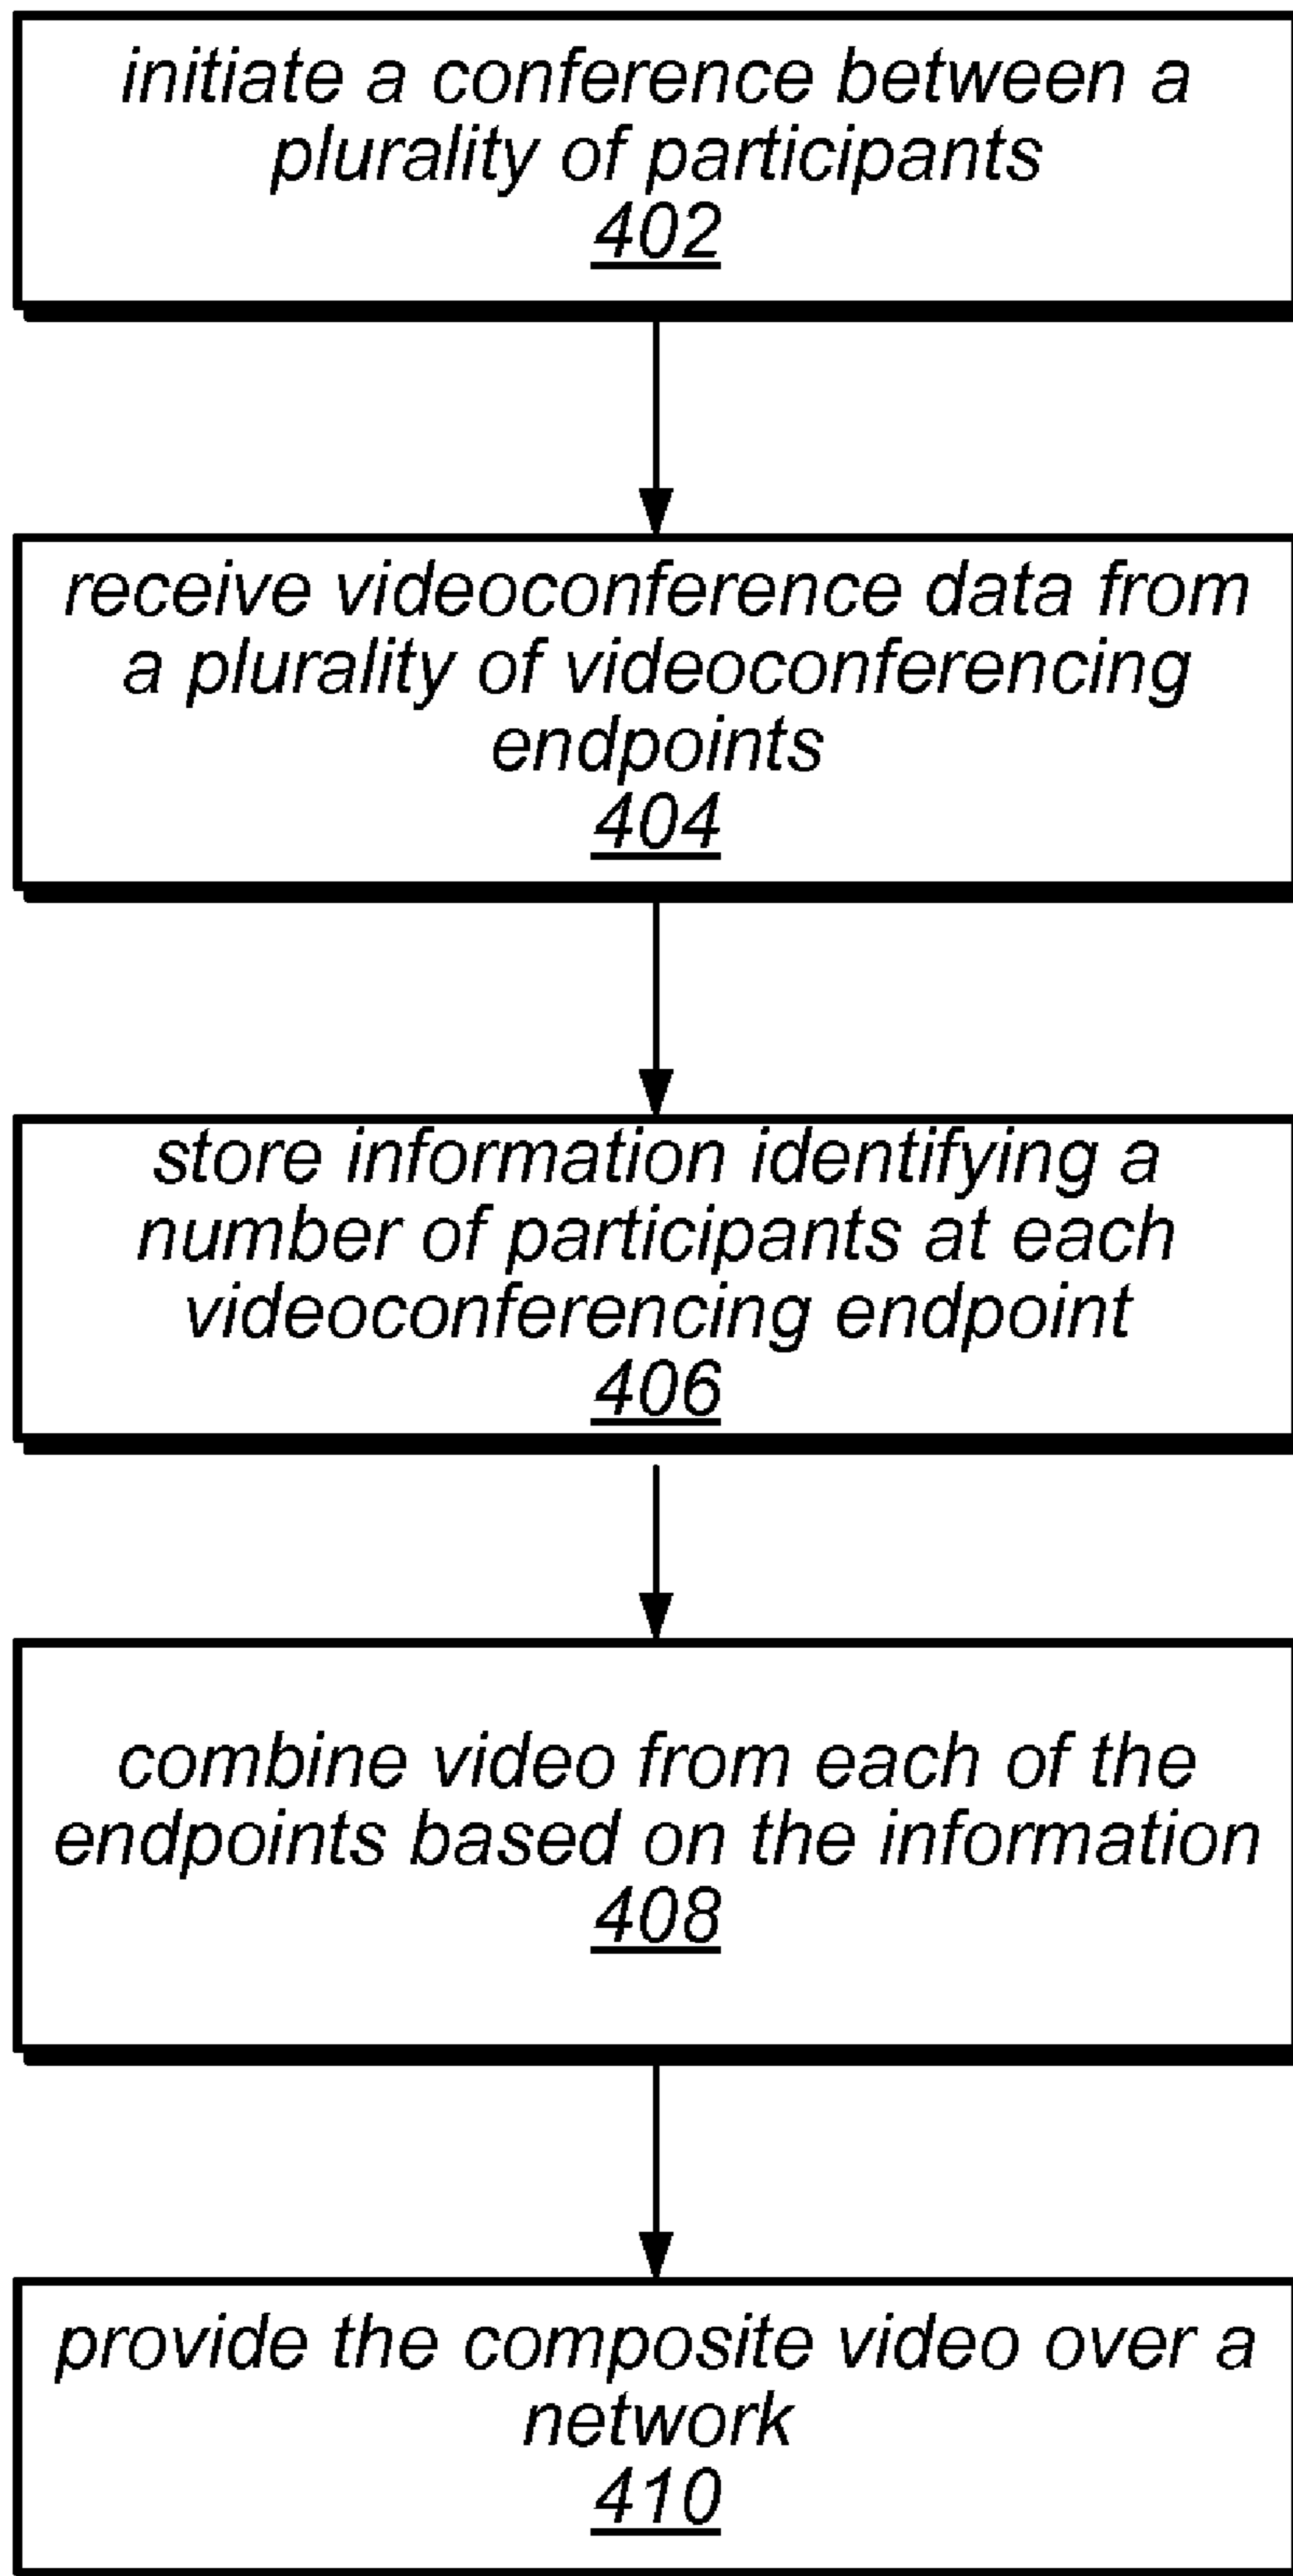 initiate a conference between a
plurality of participants
402
receive videoconference data from
a plurality of videoconferencing
endpoints
404
store information identifying a
number of participants at each
videoconferencing endpoint
406
combine video from each of the
endpoints based on the information
408
provide the composite video over a
network
410